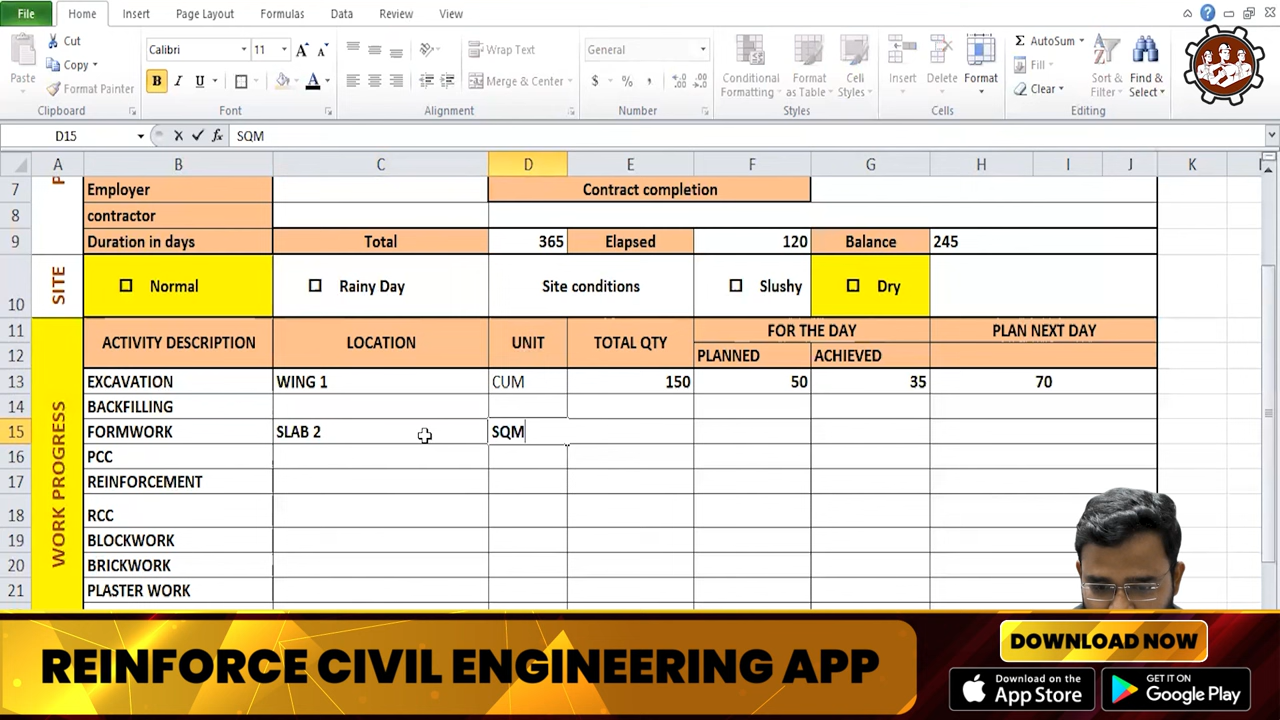 File Home Insert Page Layout Formulas Data Review View
Cut
Copy
Format Painter
Paste
Clipboard
Calibri 11
B I U A
Font
Wrap Text
Merge & Center
Alignment
General
$ % ,
Number
Conditional Formatting
Format as Table
Cell Styles
Styles
Insert Delete Format
Cells
AutoSum
Fill
Clear
Sort & Filter
Find & Select
Editing
D15 fx SQM
A B C D E F G H I J K
7 Employer Contract completion
8 contractor
9 Duration in days Total 365 Elapsed 120 Balance 245
10 SITE Normal Rainy Day Site conditions Slushy Dry
11 ACTIVITY DESCRIPTION LOCATION UNIT TOTAL QTY FOR THE DAY PLAN NEXT DAY
12 PLANNED ACHIEVED
WORK PROGRESS
13 EXCAVATION WING 1 CUM 150 50 35 70
14 BACKFILLING
15 FORMWORK SLAB 2 SQM
16 PCC
17 REINFORCEMENT
18 RCC
19 BLOCKWORK
20 BRICKWORK
21 PLASTER WORK
REINFORCE CIVIL ENGINEERING APP
DOWNLOAD NOW
Download on the App Store
GET IT ON Google Play